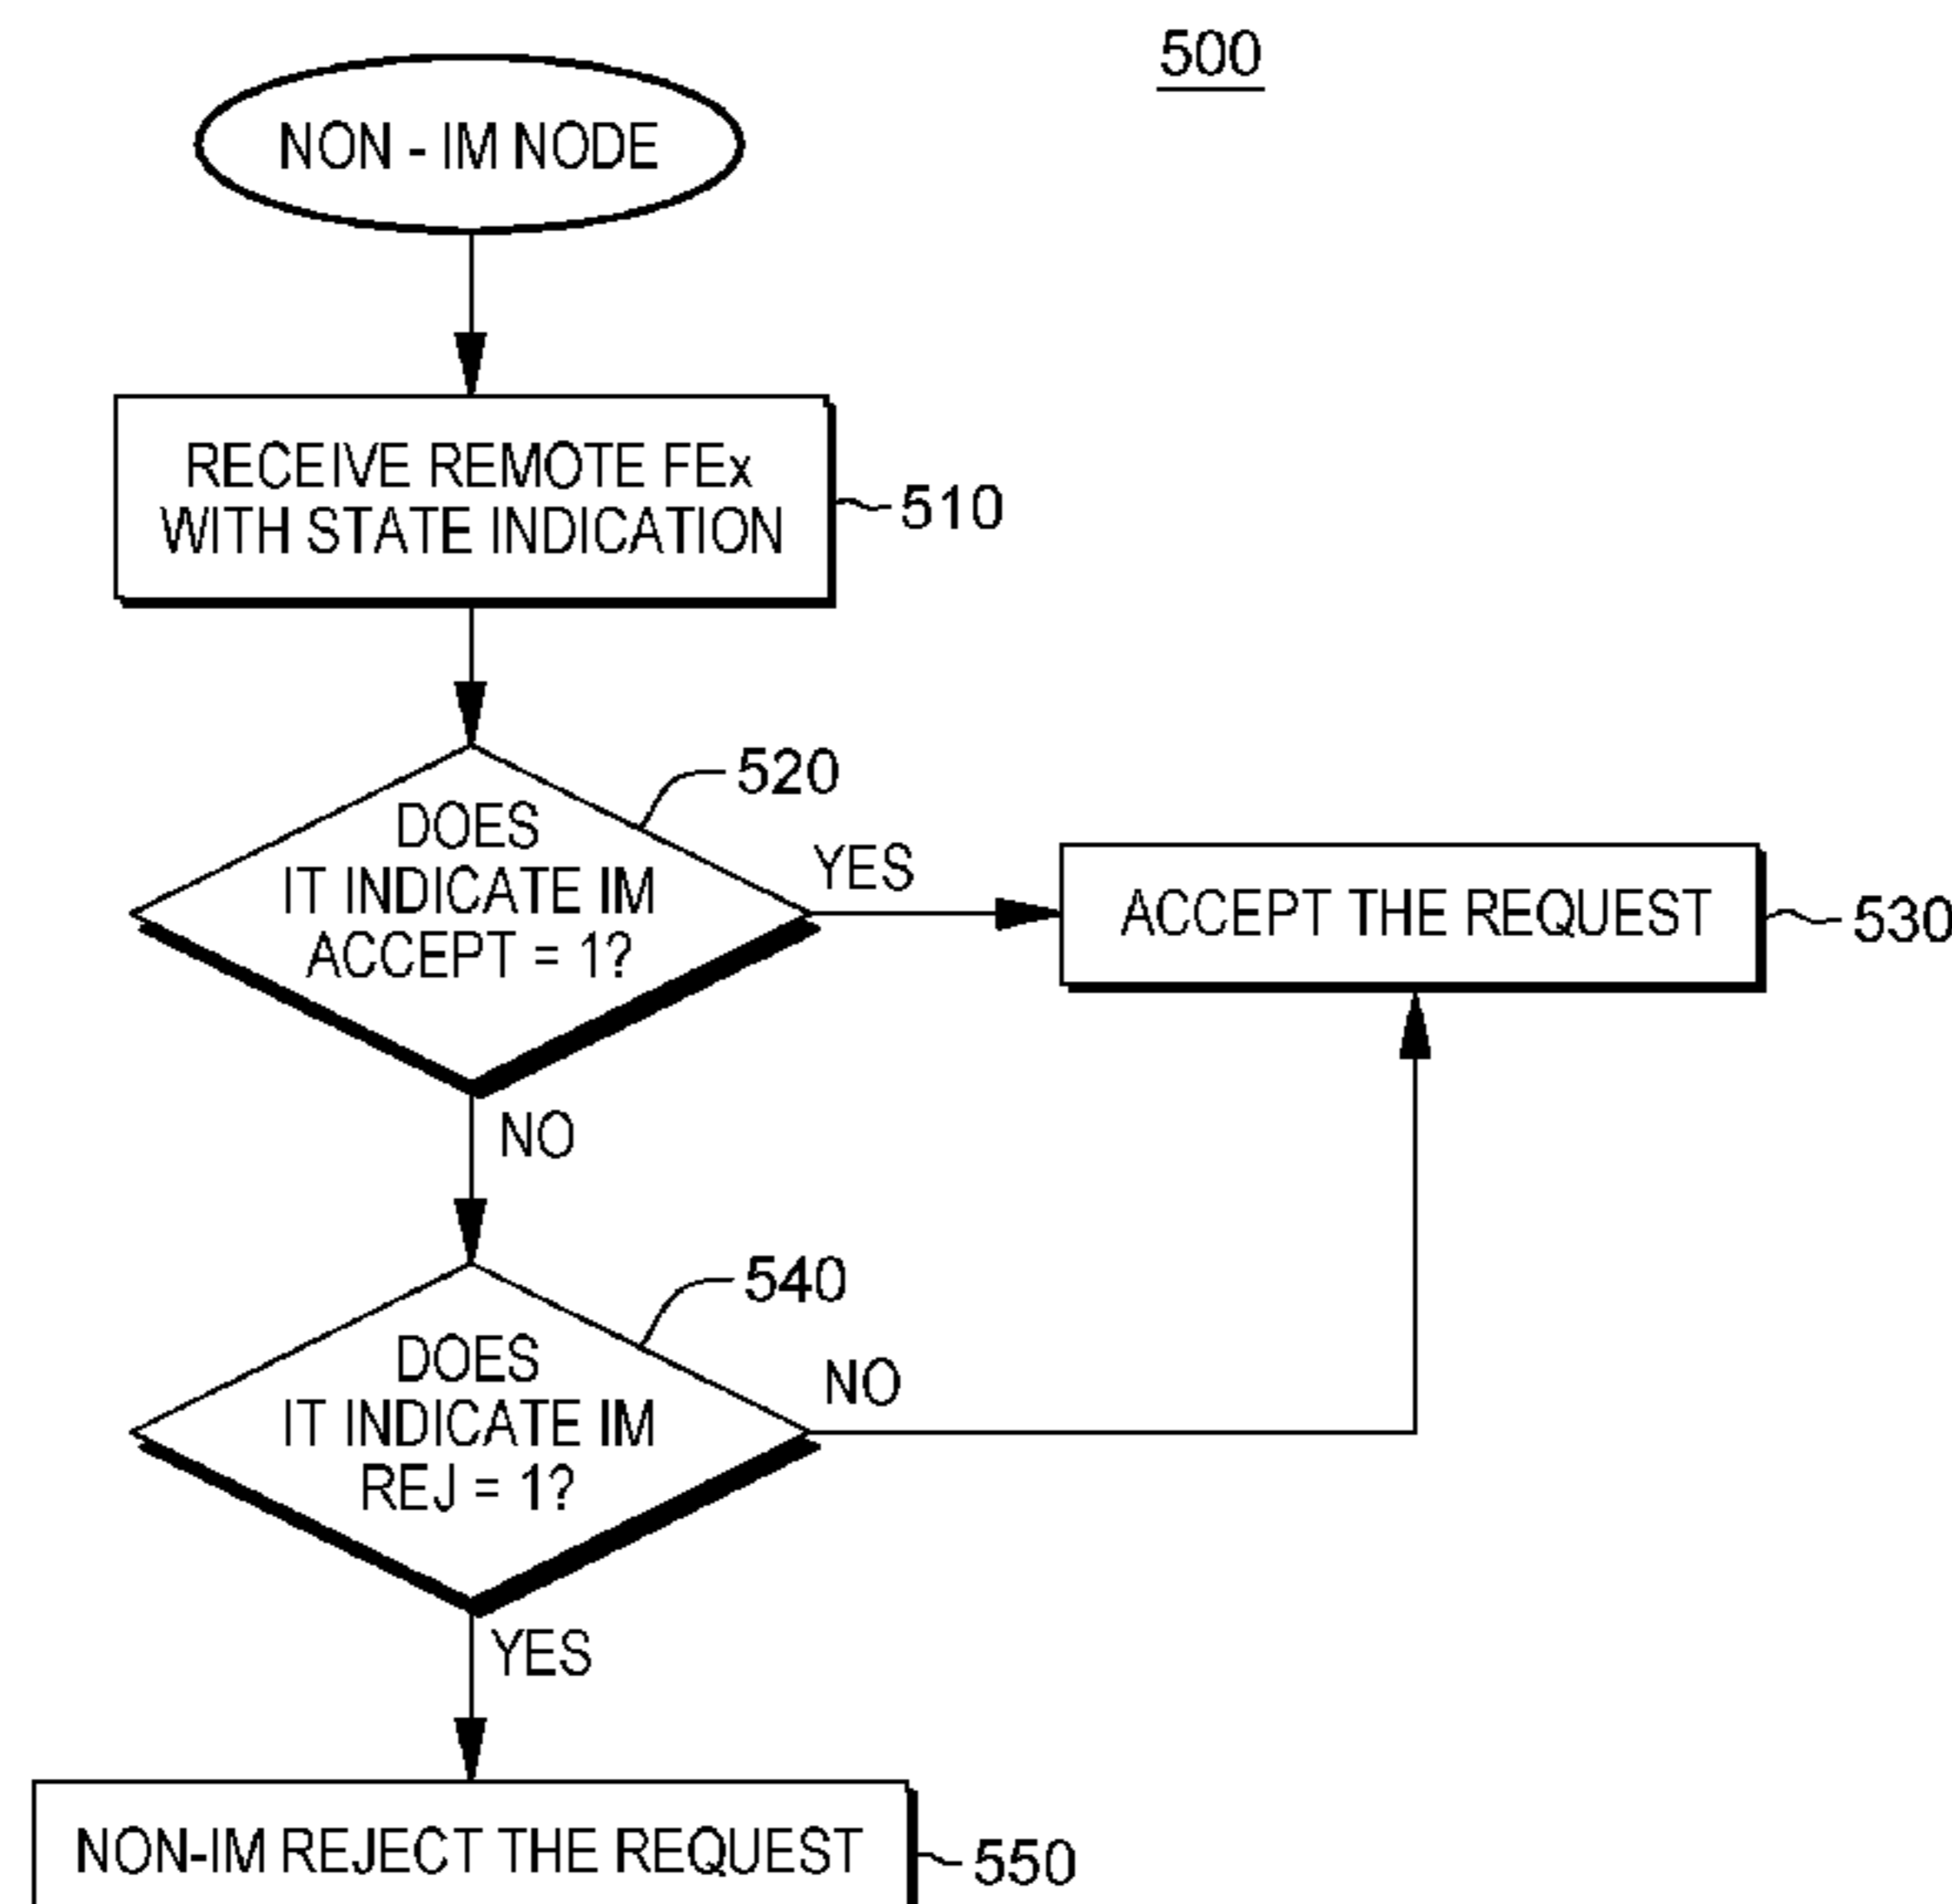 500
NON - IM NODE
RECEIVE REMOTE FEx
WITH STATE INDICATION
510
520
DOES
IT INDICATE IM
ACCEPT = 1?
YES
ACCEPT THE REQUEST
530
NO
540
DOES
IT INDICATE IM
REJ = 1?
NO
YES
NON-IM REJECT THE REQUEST
550